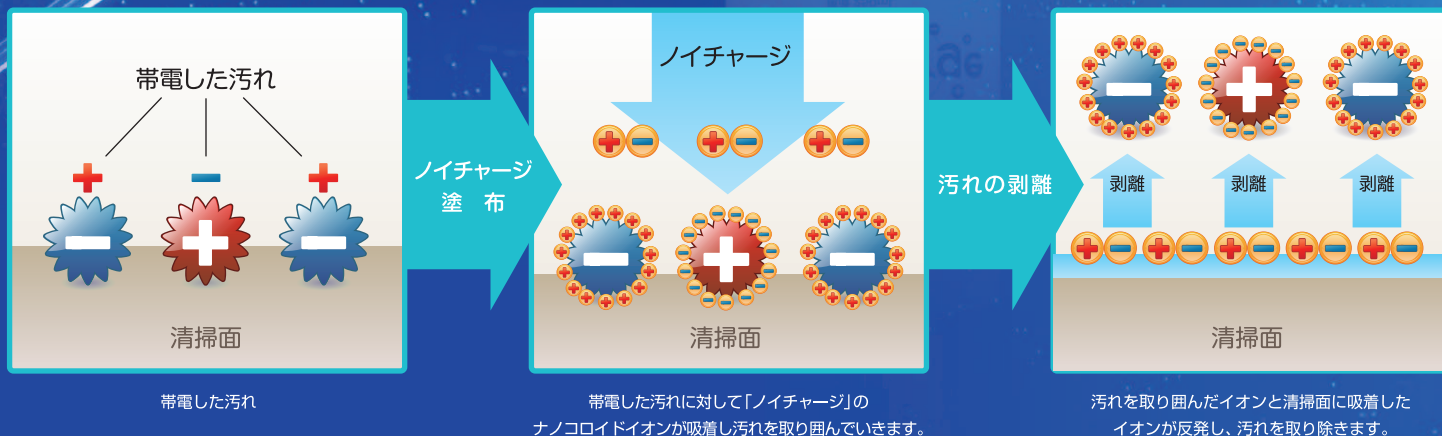 帯電した汚れ
+
−
+
−
+
−
清掃面
帯電した汚れ
ノイチャージ
塗 布
ノイチャージ
+−
+−
+−
−
+
−
清掃面
帯電した汚れに対して「ノイチャージ」の
ナノコロイドイオンが吸着し汚れを取り囲んでいきます。
汚れの剥離
−
+
−
剥離
剥離
剥離
+− +− +− +− +−
清掃面
汚れを取り囲んだイオンと清掃面に吸着した
イオンが反発し、汚れを取り除きます。